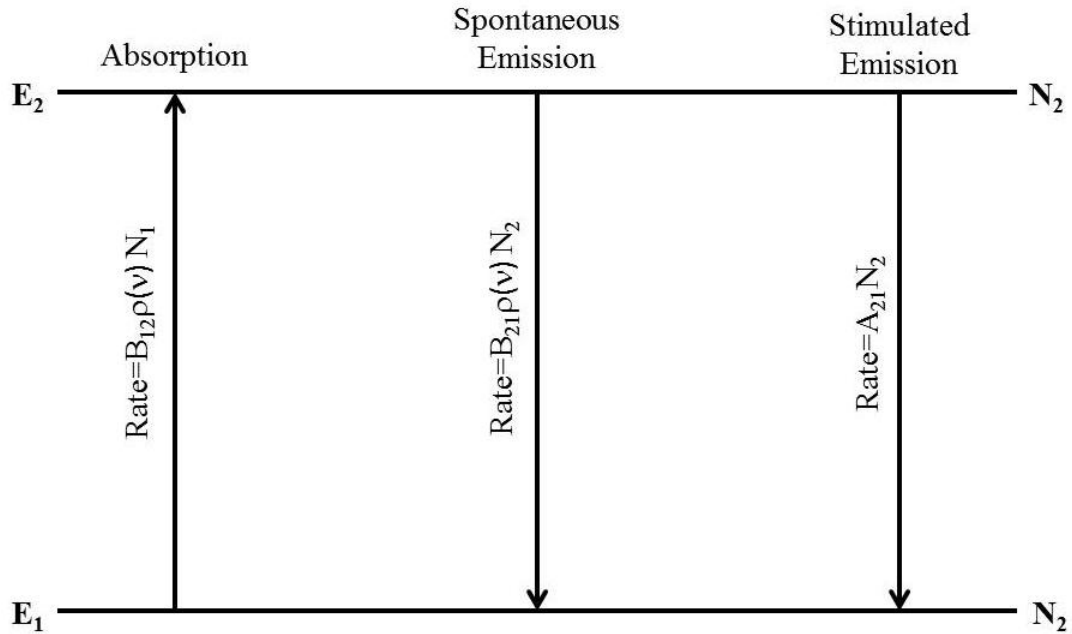 Absorption
Spontaneous
Emission
Stimulated
Emission
E₂
N₂
Rate=B₁₂ρ(ν) N₁
Rate=B₂₁ρ(ν) N₂
Rate=A₂₁N₂
E₁
N₂